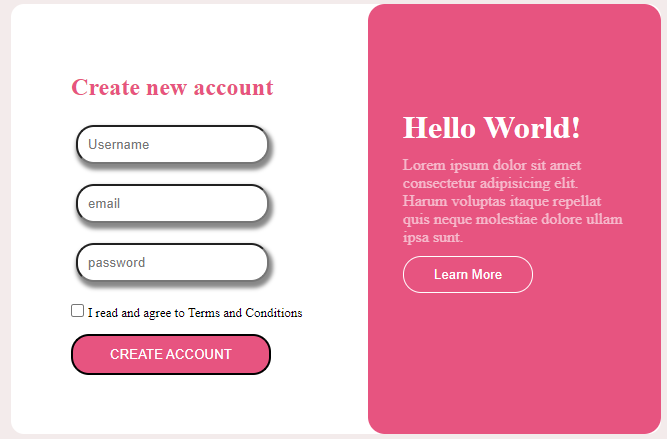 Create new account
Username
email
password
I read and agree to Terms and Conditions
CREATE ACCOUNT
Hello World!
Lorem ipsum dolor sit amet
consectetur adipisicing elit.
Harum voluptas itaque repellat
quis neque molestiae dolore ullam
ipsa sunt.
Learn More